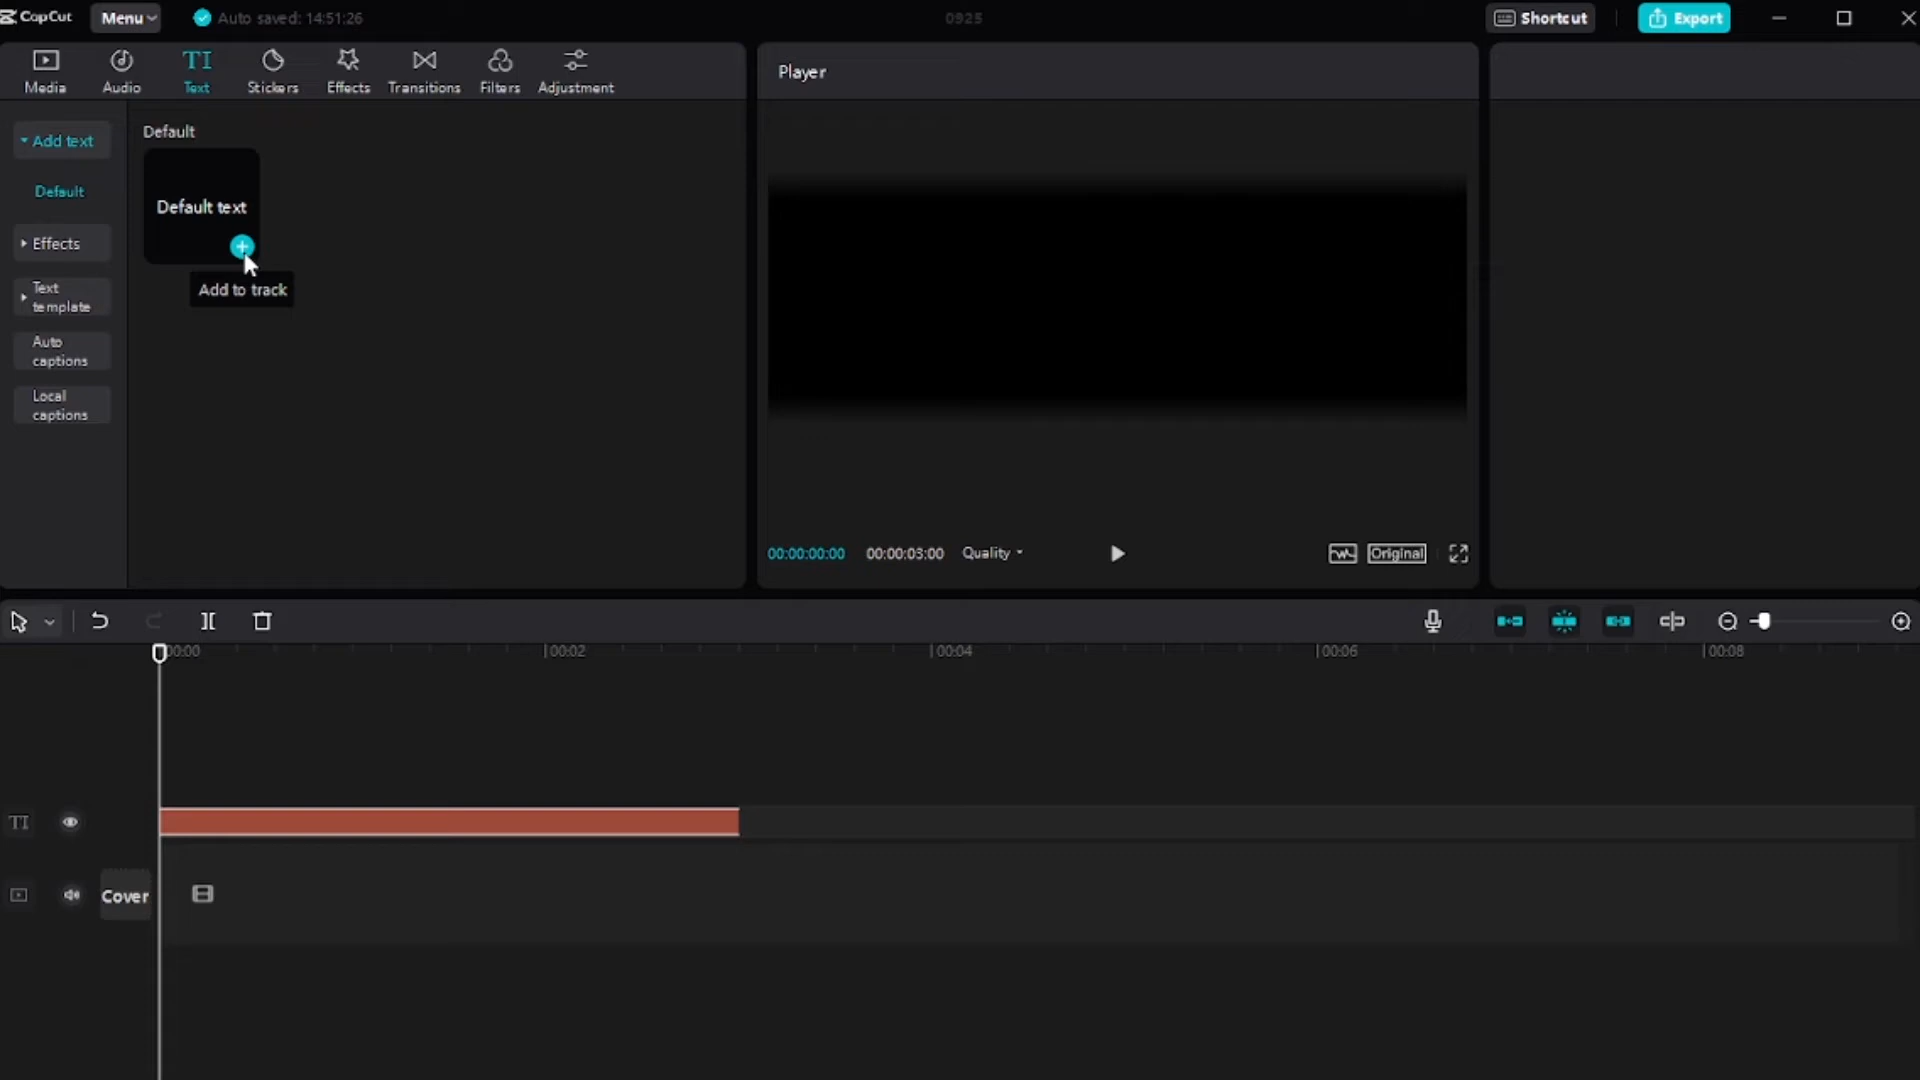 CapCut
Menu
Auto saved: 14:51:26
0925
Shortcut
Export
Media
Audio
TI
Text
Stickers
Effects
Transitions
Filters
Adjustment
Player
Add text
Default
Effects
Text
template
Auto
captions
Local
captions
Default
Default text
Add to track
00:00:00:00
00:00:03:00
Quality
Original
00:00
00:02
00:04
00:06
00:08
TI
Cover